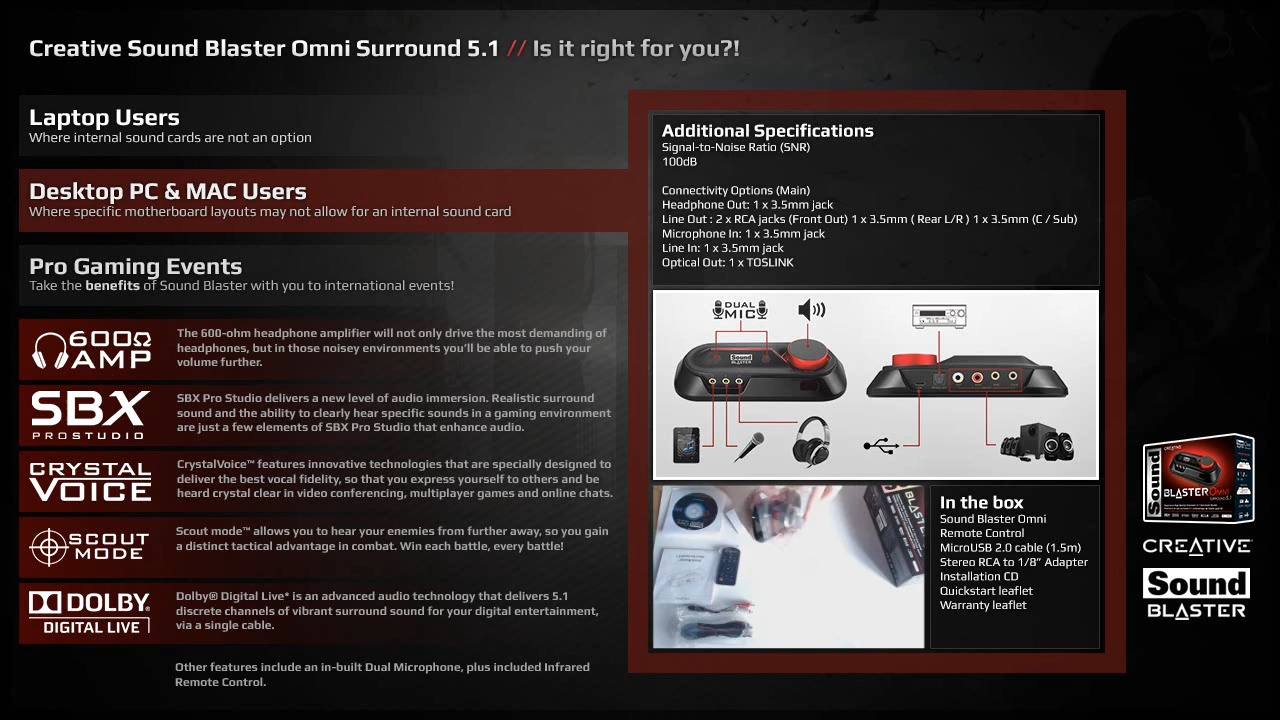 Creative Sound Blaster Omni Surround 5.1 // Is it right for you?!
Laptop Users
Where internal sound cards are not an option
Desktop PC & MAC Users
Where specific motherboard layouts may not allow for an internal sound card
Pro Gaming Events
Take the benefits of Sound Blaster with you to international events!
600Ω
AMP
The 600-ohm headphone amplifier will not only drive the most demanding of
headphones, but in those noisey environments you'll be able to push your
volume further.
SBX
PROSTUDIO
SBX Pro Studio delivers a new level of audio immersion. Realistic surround
sound and the ability to clearly hear specific sounds in a gaming environment
are just a few elements of SBX Pro Studio that enhance audio.
CRYSTAL
VOICE
CrystalVoice™ features innovative technologies that are specially designed to
deliver the best vocal fidelity, so that you express yourself to others and be
heard crystal clear in video conferencing, multiplayer games and online chats.
SCOUT
MODE
Scout mode™ allows you to hear your enemies from further away, so you gain
a distinct tactical advantage in combat. Win each battle, every battle!
DOLBY
DIGITAL LIVE
Dolby® Digital Live* is an advanced audio technology that delivers 5.1
discrete channels of vibrant surround sound for your digital entertainment,
via a single cable.
Other features include an in-built Dual Microphone, plus included Infrared
Remote Control.
Additional Specifications
Signal-to-Noise Ratio (SNR)
100dB
Connectivity Options (Main)
Headphone Out: 1 x 3.5mm jack
Line Out : 2 x RCA jacks (Front Out) 1 x 3.5mm ( Rear L/R ) 1 x 3.5mm (C / Sub)
Microphone In: 1 x 3.5mm jack
Line In: 1 x 3.5mm jack
Optical Out: 1 x TOSLINK
DUAL
MIC
Sound
BLASTER
In the box
Sound Blaster Omni
Remote Control
MicroUSB 2.0 cable (1.5m)
Stereo RCA to 1/8" Adapter
Installation CD
Quickstart leaflet
Warranty leaflet
CREATIVE
Sound
BLASTER OMNI
SURROUND 5.1
CREATIVE
Sound
BLASTER